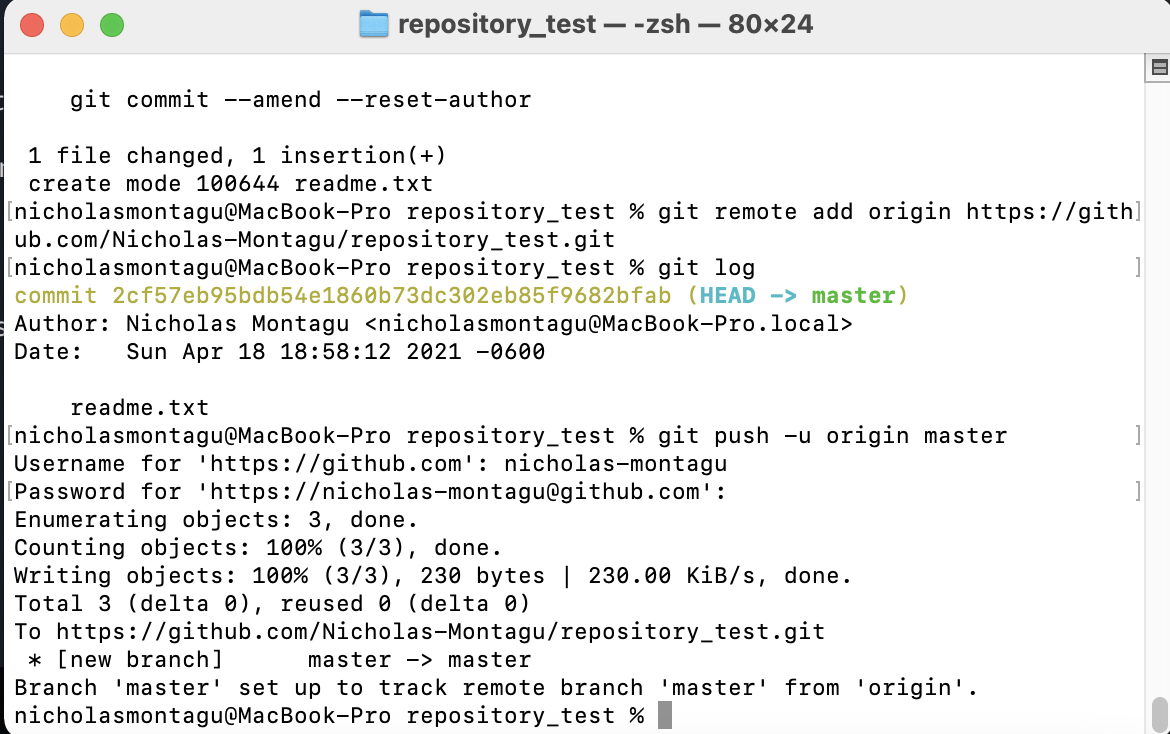 repository_test — -zsh — 80×24
git commit --amend --reset-author
1 file changed, 1 insertion(+)
create mode 100644 readme.txt
[nicholasmontagu@MacBook-Pro repository_test % git remote add origin https://gith]
ub.com/Nicholas-Montagu/repository_test.git
[nicholasmontagu@MacBook-Pro repository_test % git log ]
commit 2cf57eb95bdb54e1860b73dc302eb85f9682bfab (HEAD -> master)
Author: Nicholas Montagu <nicholasmontagu@MacBook-Pro.local>
Date:   Sun Apr 18 18:58:12 2021 -0600
readme.txt
[nicholasmontagu@MacBook-Pro repository_test % git push -u origin master ]
Username for 'https://github.com': nicholas-montagu
[Password for 'https://nicholas-montagu@github.com': ]
Enumerating objects: 3, done.
Counting objects: 100% (3/3), done.
Writing objects: 100% (3/3), 230 bytes | 230.00 KiB/s, done.
Total 3 (delta 0), reused 0 (delta 0)
To https://github.com/Nicholas-Montagu/repository_test.git
* [new branch]      master -> master
Branch 'master' set up to track remote branch 'master' from 'origin'.
nicholasmontagu@MacBook-Pro repository_test %